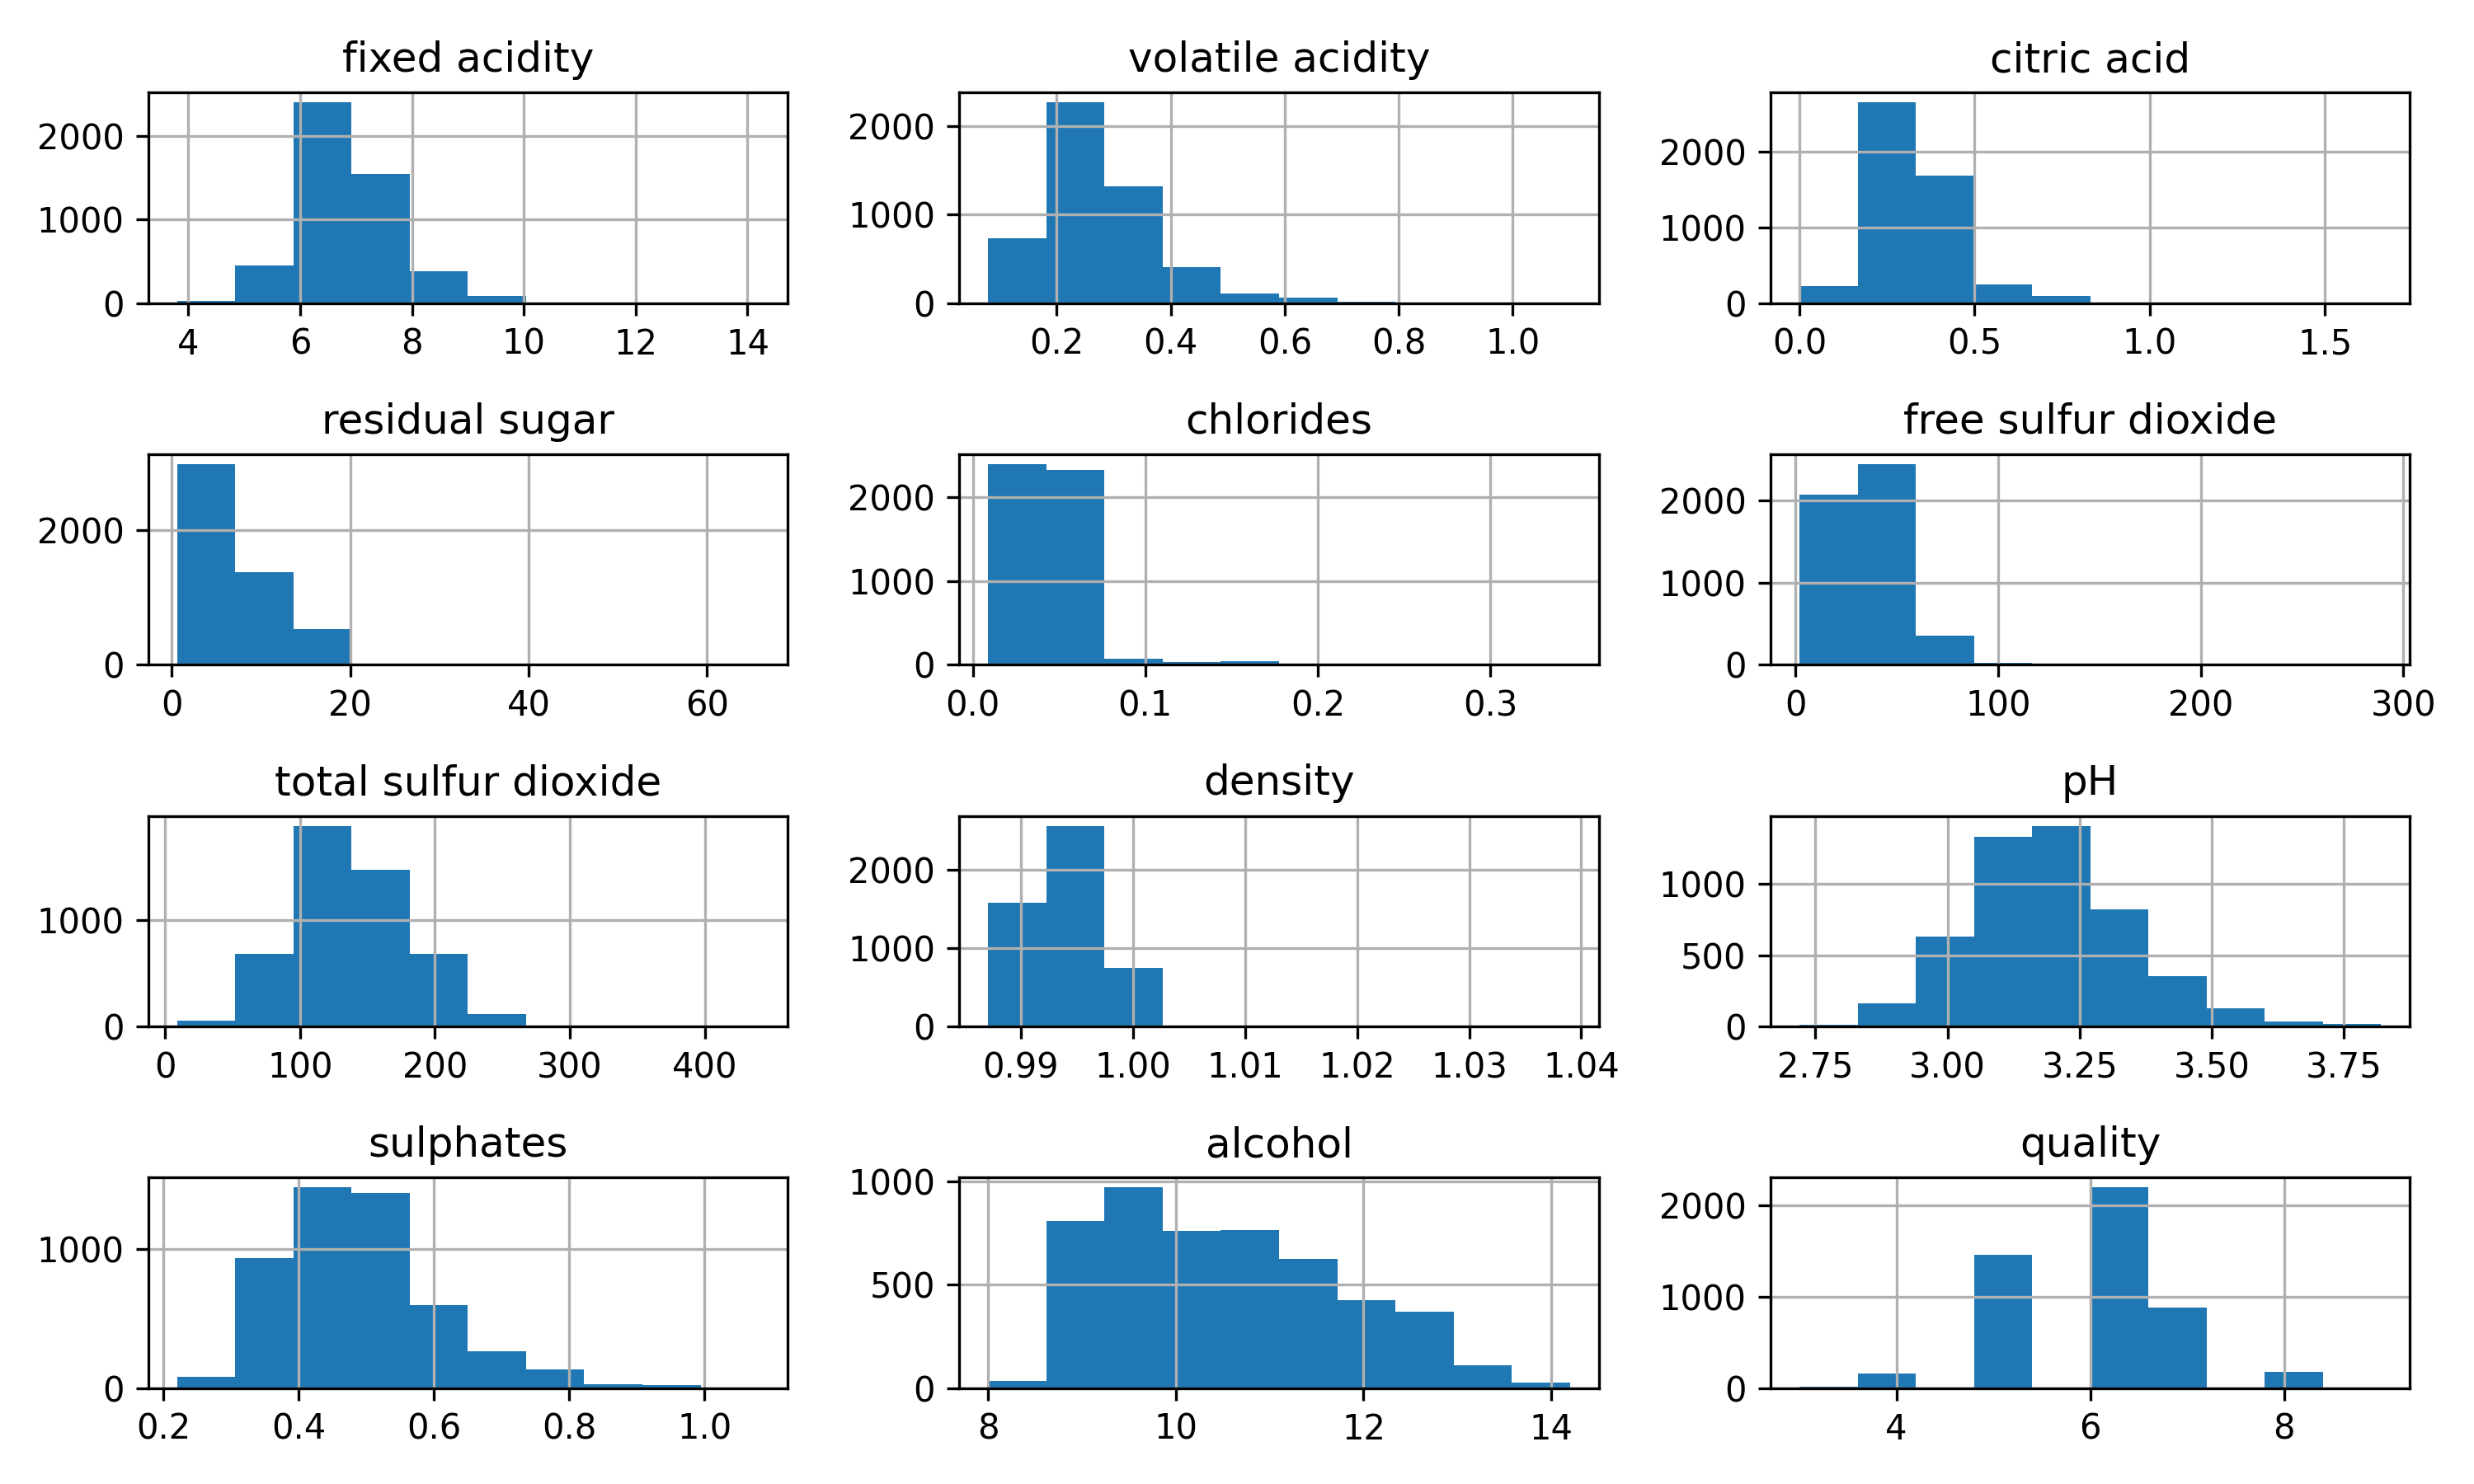 fixed acidity
2000
1000
0
4 6 8 10 12 14
volatile acidity
2000
1000
0
0.2 0.4 0.6 0.8 1.0
citric acid
2000
1000
0
0.0 0.5 1.0 1.5
residual sugar
2000
0
0 20 40 60
chlorides
2000
1000
0
0.0 0.1 0.2 0.3
free sulfur dioxide
2000
1000
0
0 100 200 300
total sulfur dioxide
1000
0
0 100 200 300 400
density
2000
1000
0
0.99 1.00 1.01 1.02 1.03 1.04
pH
1000
500
0
2.75 3.00 3.25 3.50 3.75
sulphates
1000
0
0.2 0.4 0.6 0.8 1.0
alcohol
1000
500
0
8 10 12 14
quality
2000
1000
0
4 6 8